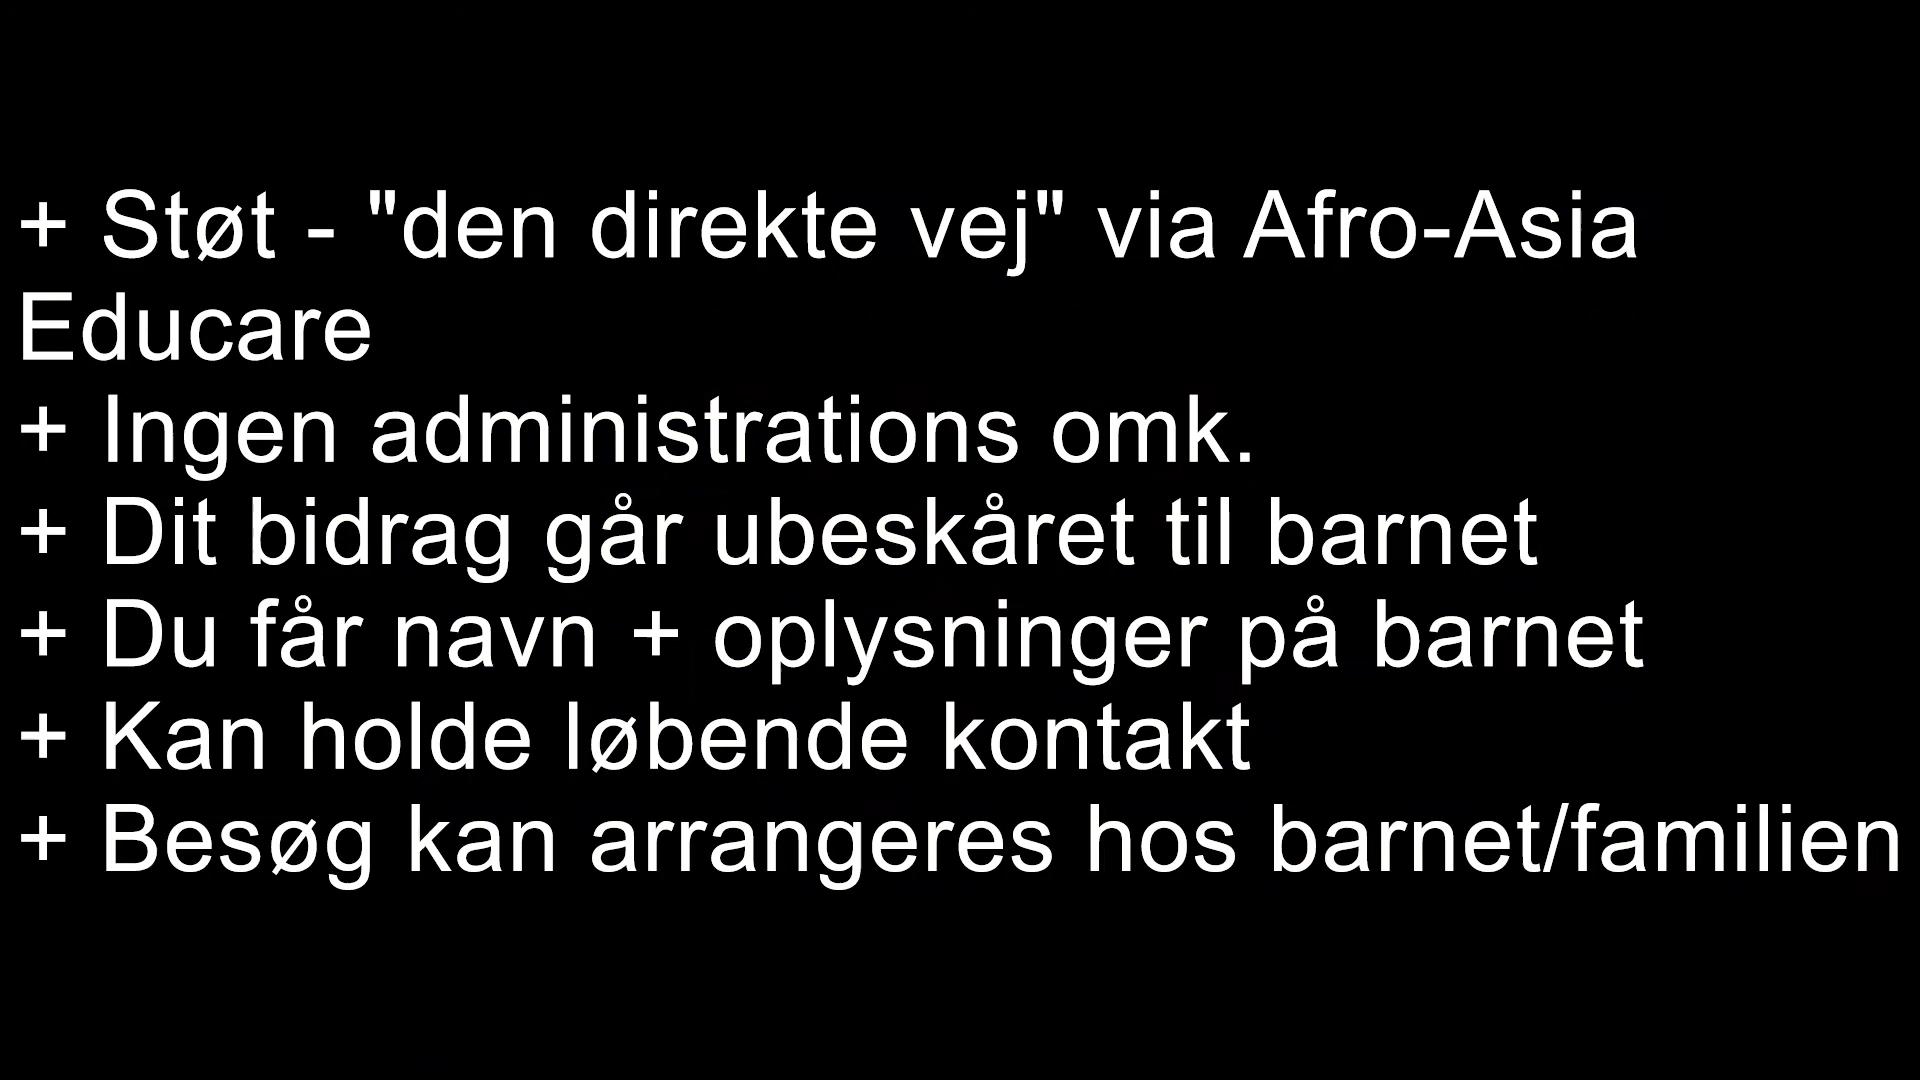 + Støt - "den direkte vej" via Afro-Asia
Educare
+ Ingen administrations omk.
+ Dit bidrag går ubeskåret til barnet
+ Du får navn + oplysninger på barnet
+ Kan holde løbende kontakt
+ Besøg kan arrangeres hos barnet/familien